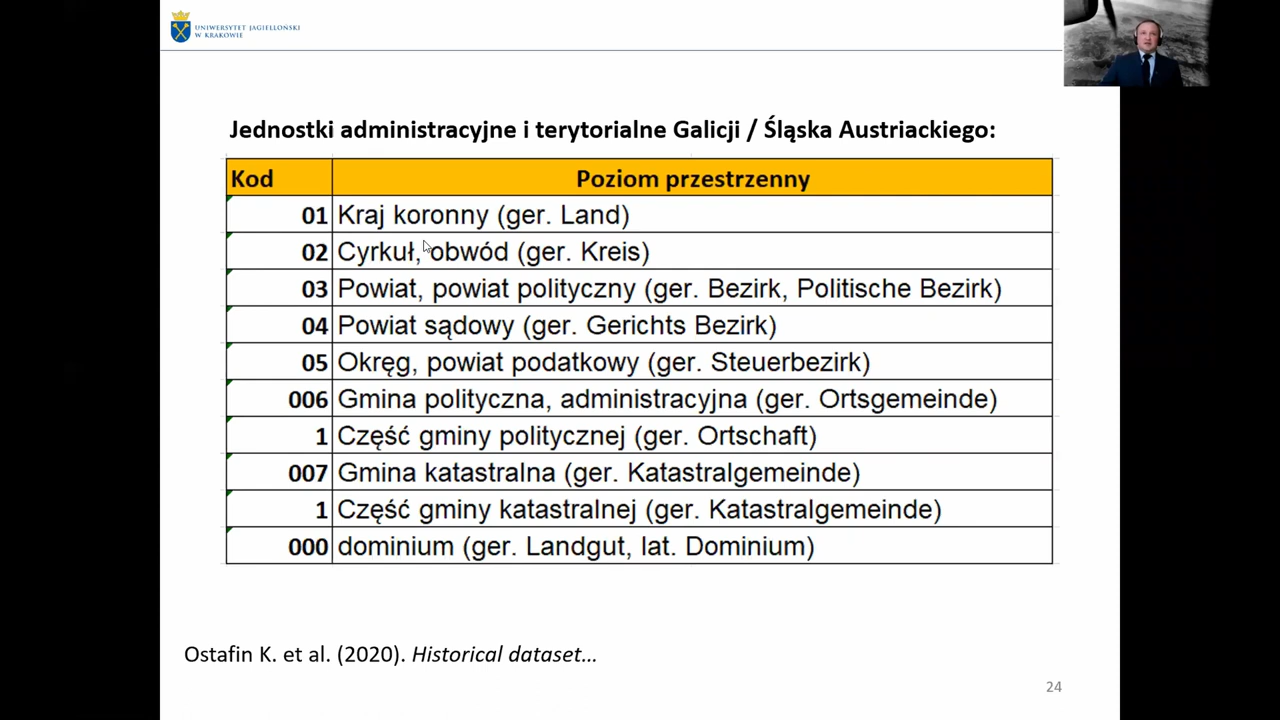 UNIWERSYTET JAGIELLOŃSKI
W KRAKOWIE
Jednostki administracyjne i terytorialne Galicji / Śląska Austriackiego:
Kod Poziom przestrzenny
01 Kraj koronny (ger. Land)
02 Cyrkuł, obwód (ger. Kreis)
03 Powiat, powiat polityczny (ger. Bezirk, Politische Bezirk)
04 Powiat sądowy (ger. Gerichts Bezirk)
05 Okręg, powiat podatkowy (ger. Steuerbezirk)
006 Gmina polityczna, administracyjna (ger. Ortsgemeinde)
1 Część gminy politycznej (ger. Ortschaft)
007 Gmina katastralna (ger. Katastralgemeinde)
1 Część gminy katastralnej (ger. Katastralgemeinde)
000 dominium (ger. Landgut, lat. Dominium)
Ostafin K. et al. (2020). Historical dataset…
24